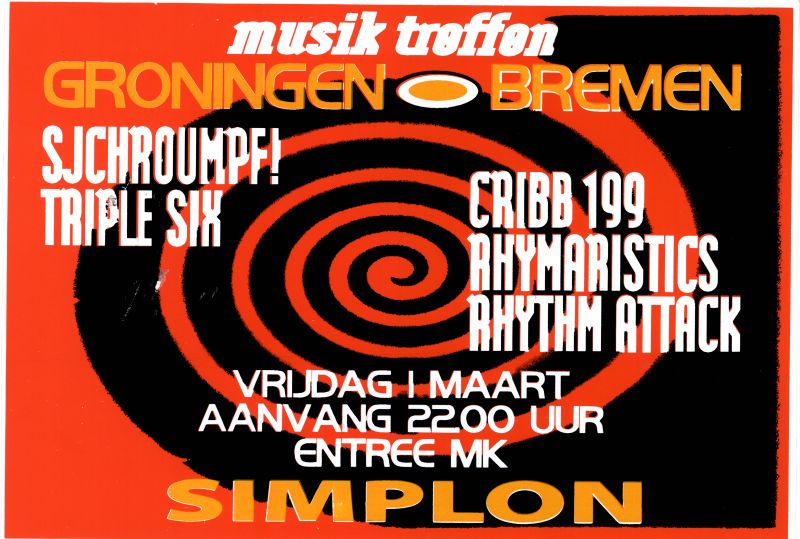 musik treffen
GRONINGEN BREMEN
SJCHROUMPF!
TRIPLE SIX
CRIBB 199
RHYMARISTICS
RHYTHM ATTACK
VRIJDAG 1 MAART
AANVANG 22.00 UUR
ENTREE MK
SIMPLON